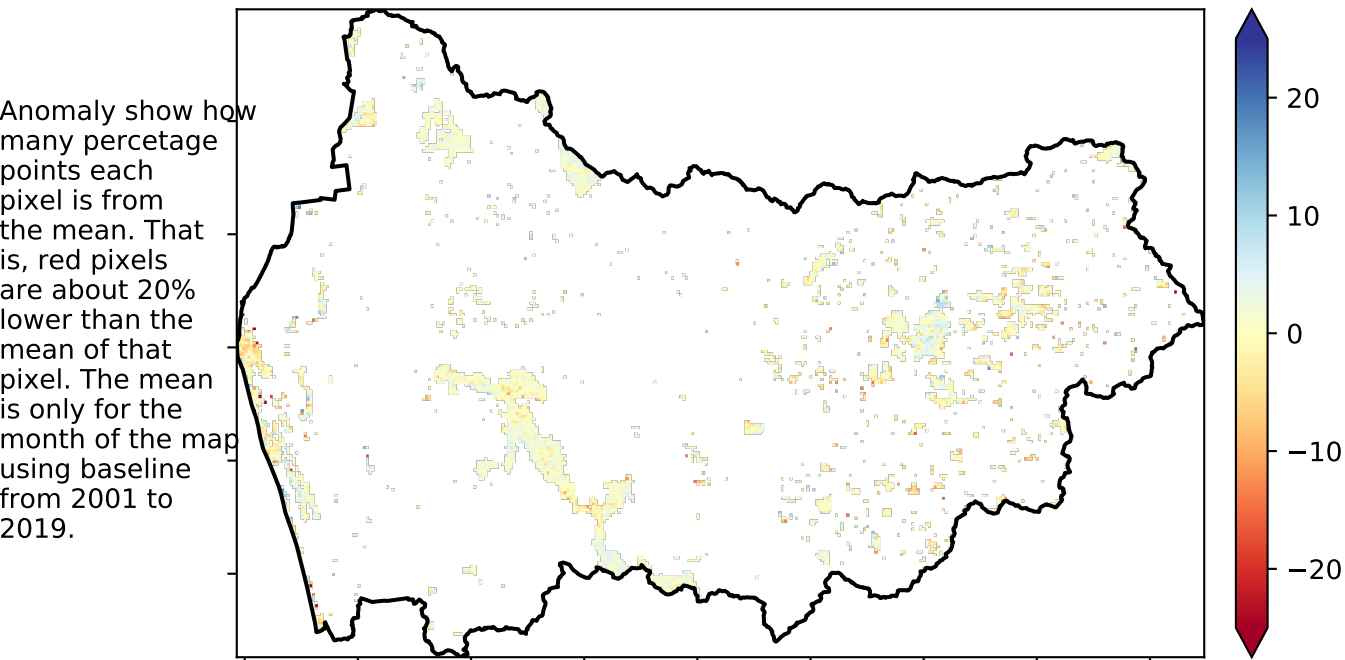 Anomaly show how
many percetage
points each
pixel is from
the mean. That
is, red pixels
are about 20%
lower than the
mean of that
pixel. The mean
is only for the
month of the map
using baseline
from 2001 to
2019.
20
10
0
−10
−20